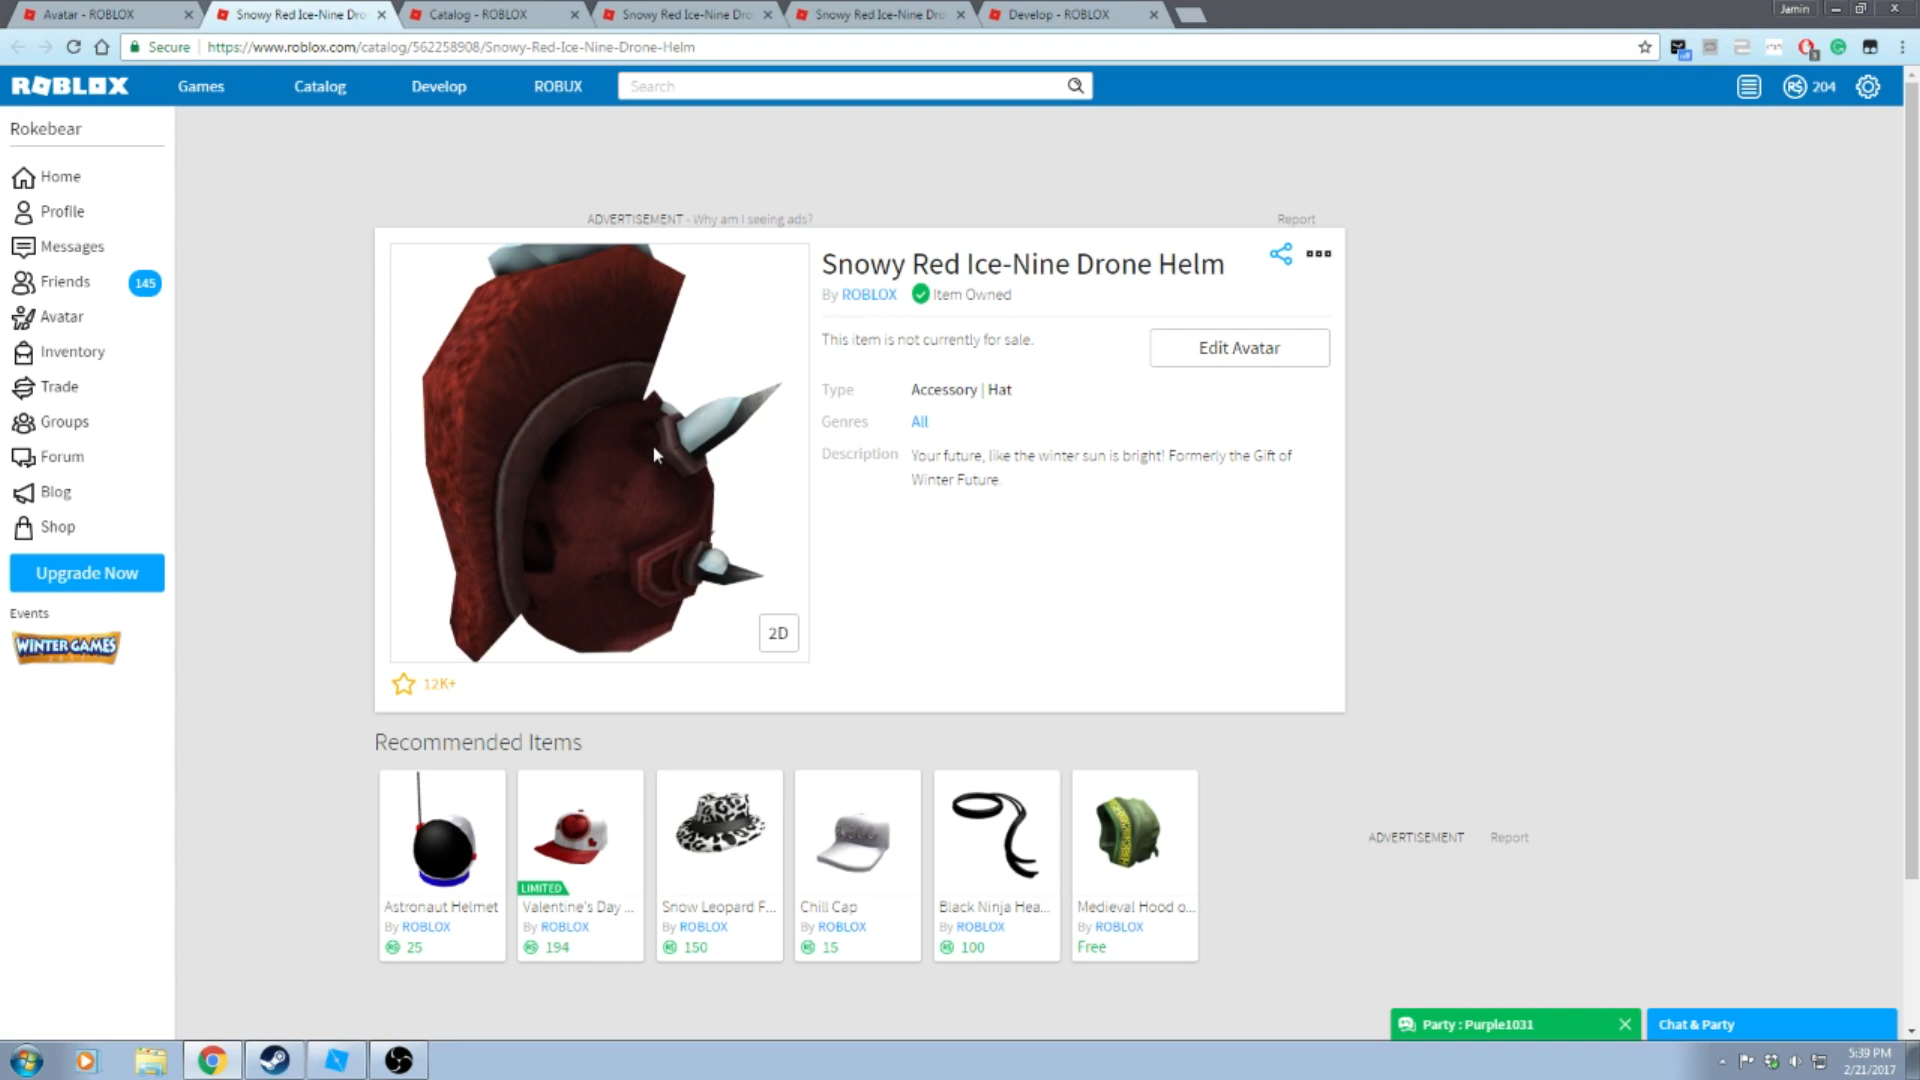 Avatar - ROBLOX
Snowy Red Ice-Nine Dro
Catalog - ROBLOX
Snowy Red Ice-Nine Dro
Snowy Red Ice-Nine Dro
Develop - ROBLOX
Jamin
Secure
https://www.roblox.com/catalog/562258908/Snowy-Red-Ice-Nine-Drone-Helm
ROBLOX
Games
Catalog
Develop
ROBUX
Search
R$ 204
Rokebear
Home
Profile
Messages
Friends 145
Avatar
Inventory
Trade
Groups
Forum
Blog
Shop
Upgrade Now
Events
WINTER GAMES
ADVERTISEMENT - Why am I seeing ads?
Report
Snowy Red Ice-Nine Drone Helm
By ROBLOX Item Owned
This item is not currently for sale.
Edit Avatar
Type Accessory | Hat
Genres All
Description Your future, like the winter sun is bright! Formerly the Gift of
Winter Future.
2D
12K+
Recommended Items
Astronaut Helmet
By ROBLOX
R$ 25
LIMITED
Valentine's Day ...
By ROBLOX
R$ 194
Snow Leopard F...
By ROBLOX
R$ 150
Chill Cap
By ROBLOX
R$ 15
Black Ninja Hea...
By ROBLOX
R$ 100
Medieval Hood o...
By ROBLOX
Free
ADVERTISEMENT
Report
Party : Purple1031
Chat & Party
5:39 PM
2/21/2017